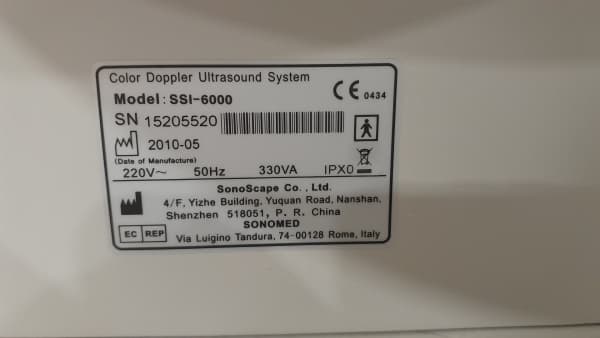 Color Doppler Ultrasound System
Model: SSI-6000
CE 0434
SN 15205520
2010-05
(Date of Manufacture)
220V~ 50Hz 330VA IPX0
SonoScape Co., Ltd.
4/F, Yizhe Building, Yuquan Road, Nanshan,
Shenzhen 518051, P. R. China
SONOMED
EC REP
Via Luigino Tandura, 74-00128 Rome, Italy